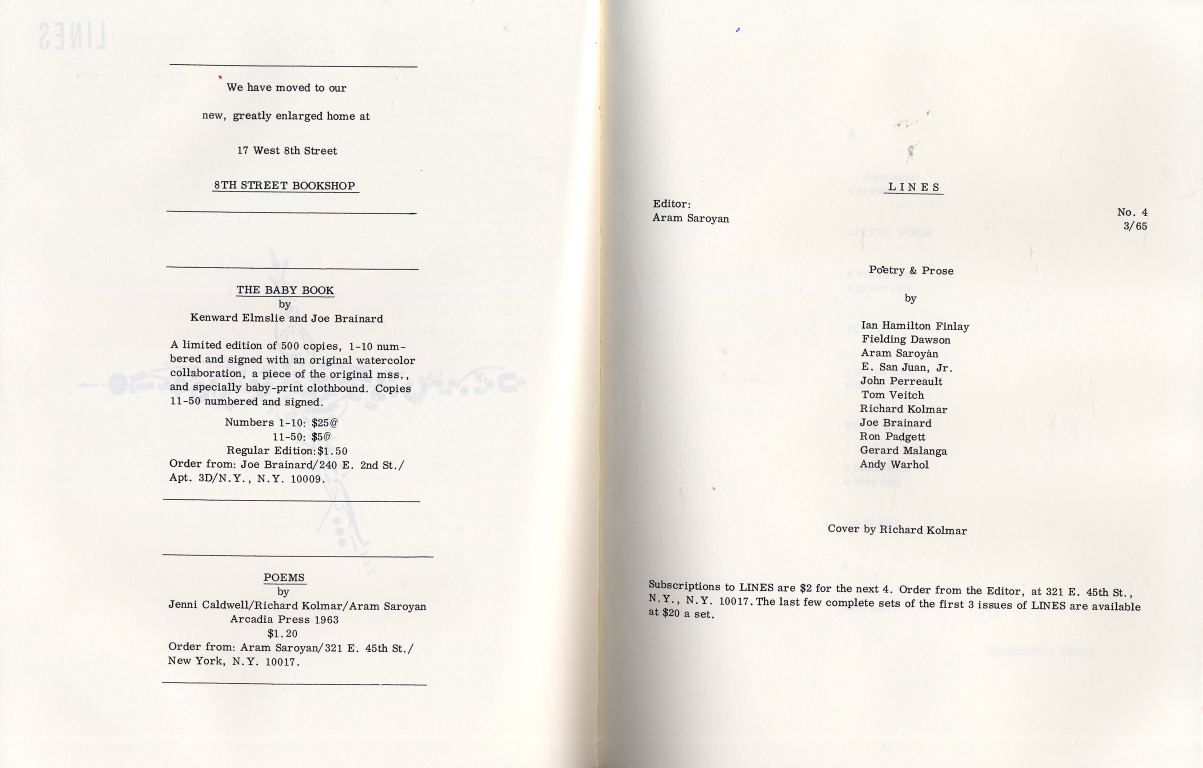 We have moved to our
new, greatly enlarged home at
17 West 8th Street
8TH STREET BOOKSHOP
THE BABY BOOK
by
Kenward Elmslie and Joe Brainard
A limited edition of 500 copies, 1-10 num-
bered and signed with an original watercolor
collaboration, a piece of the original mss.,
and specially baby-print clothbound. Copies
11-50 numbered and signed.
Numbers 1-10: $25@
11-50: $5@
Regular Edition:$1.50
Order from: Joe Brainard/240 E. 2nd St./
Apt. 3D/N.Y., N.Y. 10009.
POEMS
by
Jenni Caldwell/Richard Kolmar/Aram Saroyan
Arcadia Press 1963
$1.20
Order from: Aram Saroyan/321 E. 45th St./
New York, N.Y. 10017.
LINES
Editor:
Aram Saroyan
No. 4
3/65
Poetry & Prose
by
Ian Hamilton Finlay
Fielding Dawson
Aram Saroyan
E. San Juan, Jr.
John Perreault
Tom Veitch
Richard Kolmar
Joe Brainard
Ron Padgett
Gerard Malanga
Andy Warhol
Cover by Richard Kolmar
Subscriptions to LINES are $2 for the next 4. Order from the Editor, at 321 E. 45th St.,
N.Y., N.Y. 10017. The last few complete sets of the first 3 issues of LINES are available
at $20 a set.